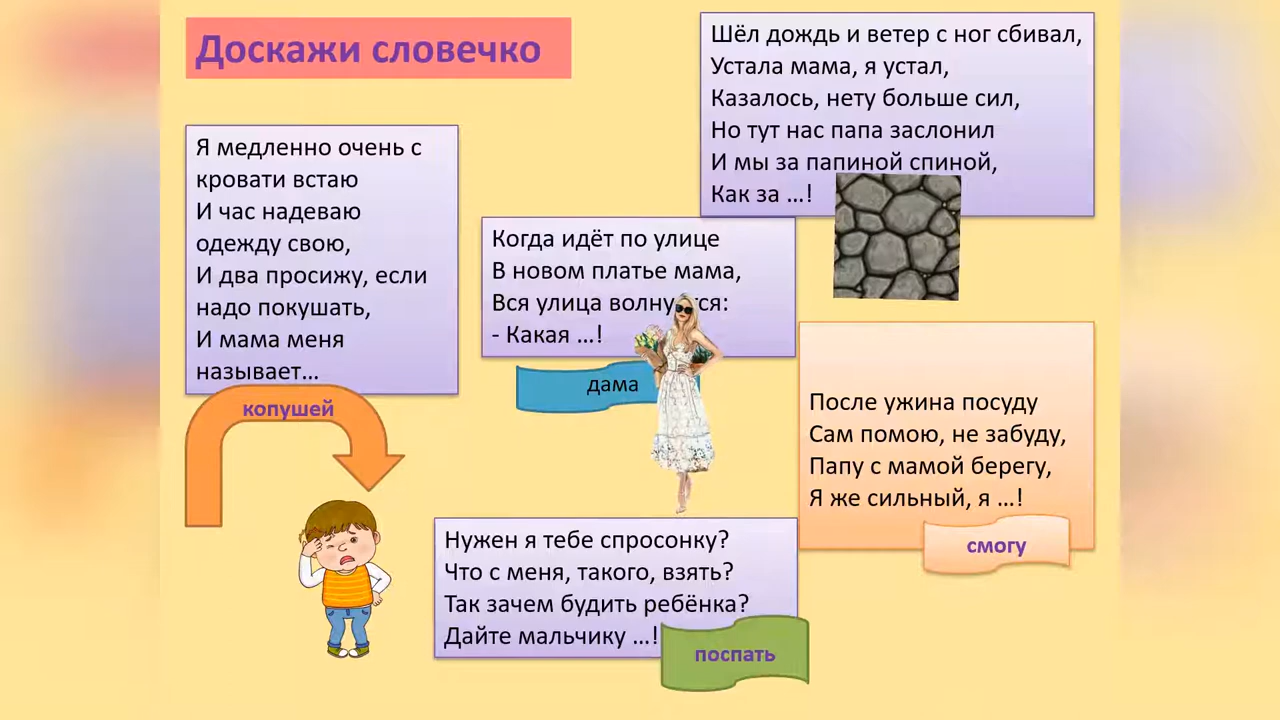 Доскажи словечко
Я медленно очень с
кровати встаю
И час надеваю
одежду свою,
И два просижу, если
надо покушать,
И мама меня
называет…
копушей
Когда идёт по улице
В новом платье мама,
Вся улица волнуется:
- Какая …!
дама
Шёл дождь и ветер с ног сбивал,
Устала мама, я устал,
Казалось, нету больше сил,
Но тут нас папа заслонил
И мы за папиной спиной,
Как за …!
После ужина посуду
Сам помою, не забуду,
Папу с мамой берегу,
Я же сильный, я …!
смогу
Нужен я тебе спросонку?
Что с меня, такого, взять?
Так зачем будить ребёнка?
Дайте мальчику …!
поспать